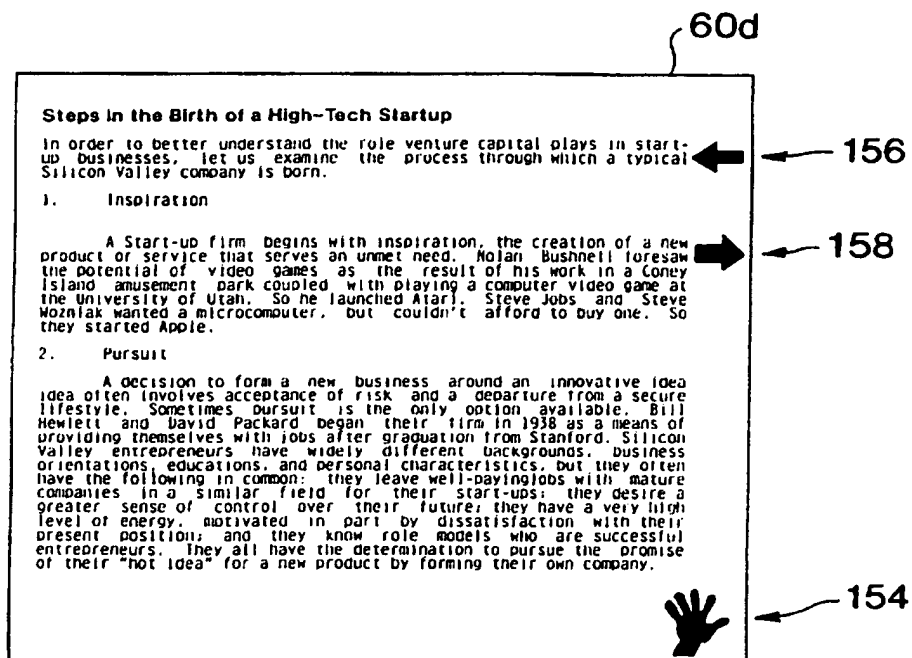 60d
Steps in the Birth of a High-Tech Startup
In order to better understand the role venture capital plays in start-
up businesses, let us examine the process through which a typical
Silicon Valley company is born.
156
1. Inspiration
A Start-up firm begins with inspiration, the creation of a new
product or service that serves an unmet need. Nolan Bushnell foresaw
the potential of video games as the result of his work in a Coney
Island amusement park coupled with playing a computer video game at
the University of Utah. So he launched Atari. Steve Jobs and Steve
Wozniak wanted a microcomputer, but couldn't afford to buy one. So
they started Apple.
158
2. Pursuit
A decision to form a new business around an innovative idea
idea often involves acceptance of risk and a departure from a secure
lifestyle. Sometimes pursuit is the only option available. Bill
Hewlett and David Packard began their firm in 1938 as a means of
providing themselves with jobs after graduation from Stanford. Silicon
Valley entrepreneurs have widely different backgrounds, business
orientations, educations, and personal characteristics, but they often
have the following in common: they leave well-payingjobs with mature
companies in a similar field for their start-ups; they desire a
greater sense of control over their future; they have a very high
level of energy, motivated in part by dissatisfaction with their
present position; and they know role models who are successful
entrepreneurs. They all have the determination to pursue the promise
of their "hot idea" for a new product by forming their own company.
154